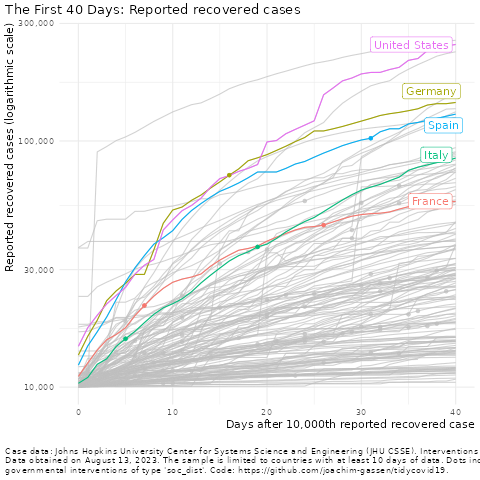 The First 40 Days: Reported recovered cases
Reported recovered cases (logarithmic scale)
300,000
100,000
30,000
10,000
United States
Germany
Spain
Italy
France
0
10
20
30
40
Days after 10,000th reported recovered case
Case data: Johns Hopkins University Center for Systems Science and Engineering (JHU CSSE). Interventions
Data obtained on August 13, 2023. The sample is limited to countries with at least 10 days of data. Dots indic
governmental interventions of type 'soc_dist'. Code: https://github.com/joachim-gassen/tidycovid19.